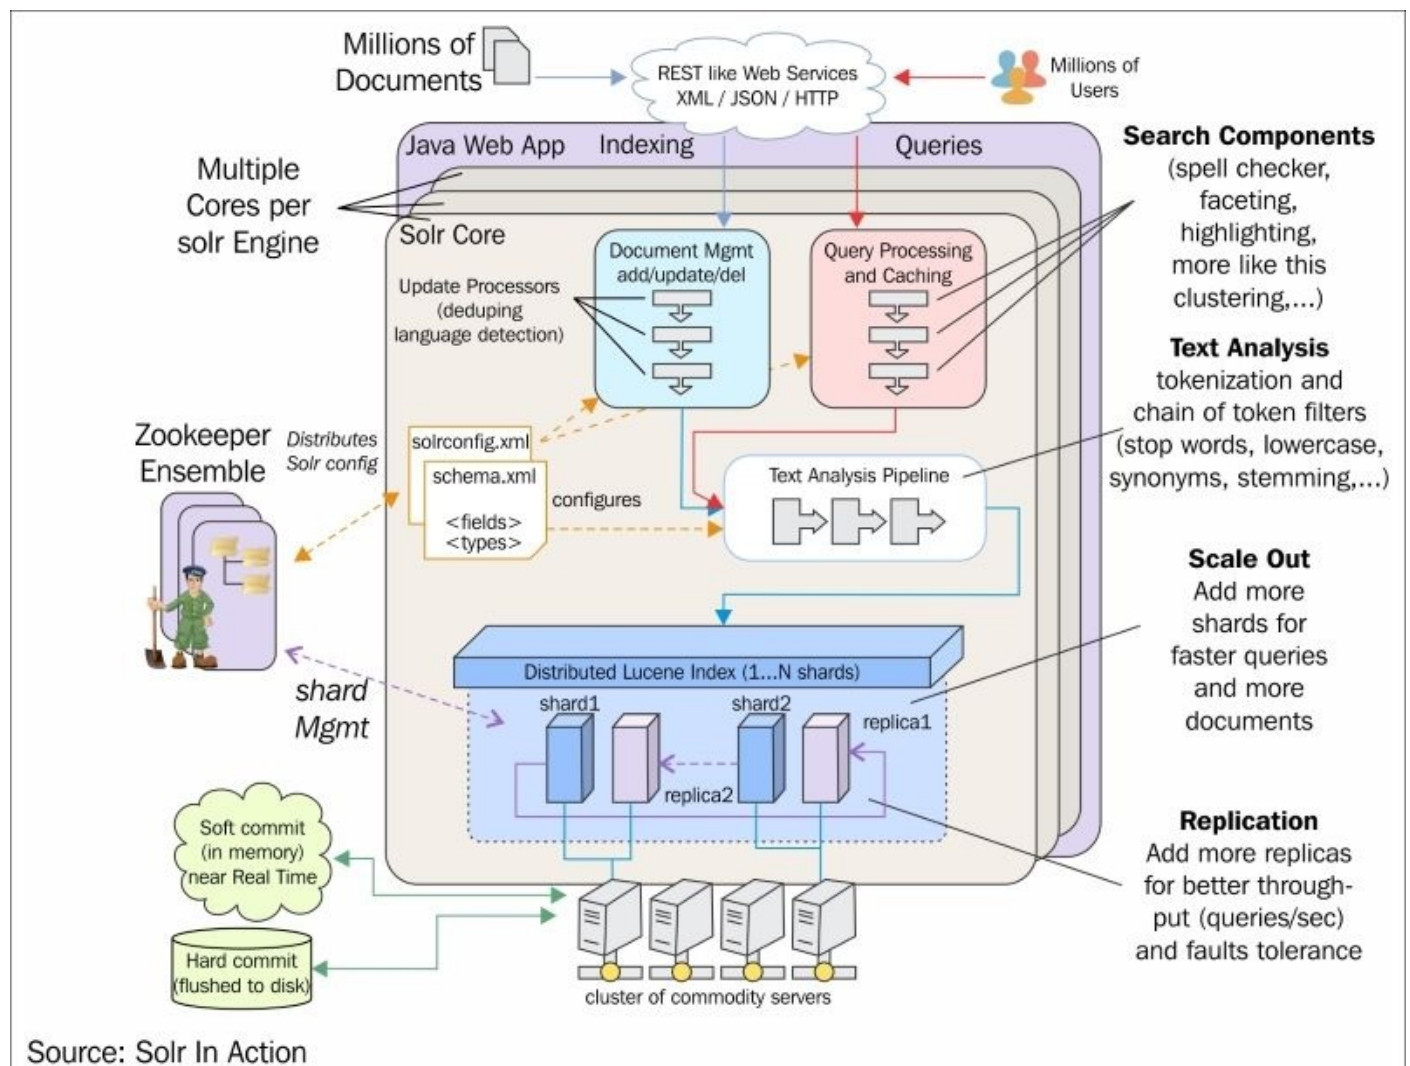 Millions of
Documents
REST like Web Services
XML / JSON / HTTP
Millions of
Users
Java Web App
Indexing
Queries
Multiple
Cores per
solr Engine
Search Components
(spell checker,
faceting,
highlighting,
more like this
clustering,...)
Solr Core
Document Mgmt
add/update/del
Query Processing
and Caching
Update Processors
(deduping
language detection)
Text Analysis
tokenization and
chain of token filters
(stop words, lowercase,
synonyms, stemming,...)
Zookeeper
Ensemble
Distributes
Solr config
solrconfig.xml
schema.xml
<fields>
<types>
configures
Text Analysis Pipeline
Scale Out
Add more
shards for
faster queries
and more
documents
Distributed Lucene Index (1...N shards)
shard
Mgmt
shard1
shard2
replica1
replica2
Soft commit
(in memory)
near Real Time
Replication
Add more replicas
for better through-
put (queries/sec)
and faults tolerance
Hard commit
(flushed to disk)
cluster of commodity servers
Source: Solr In Action